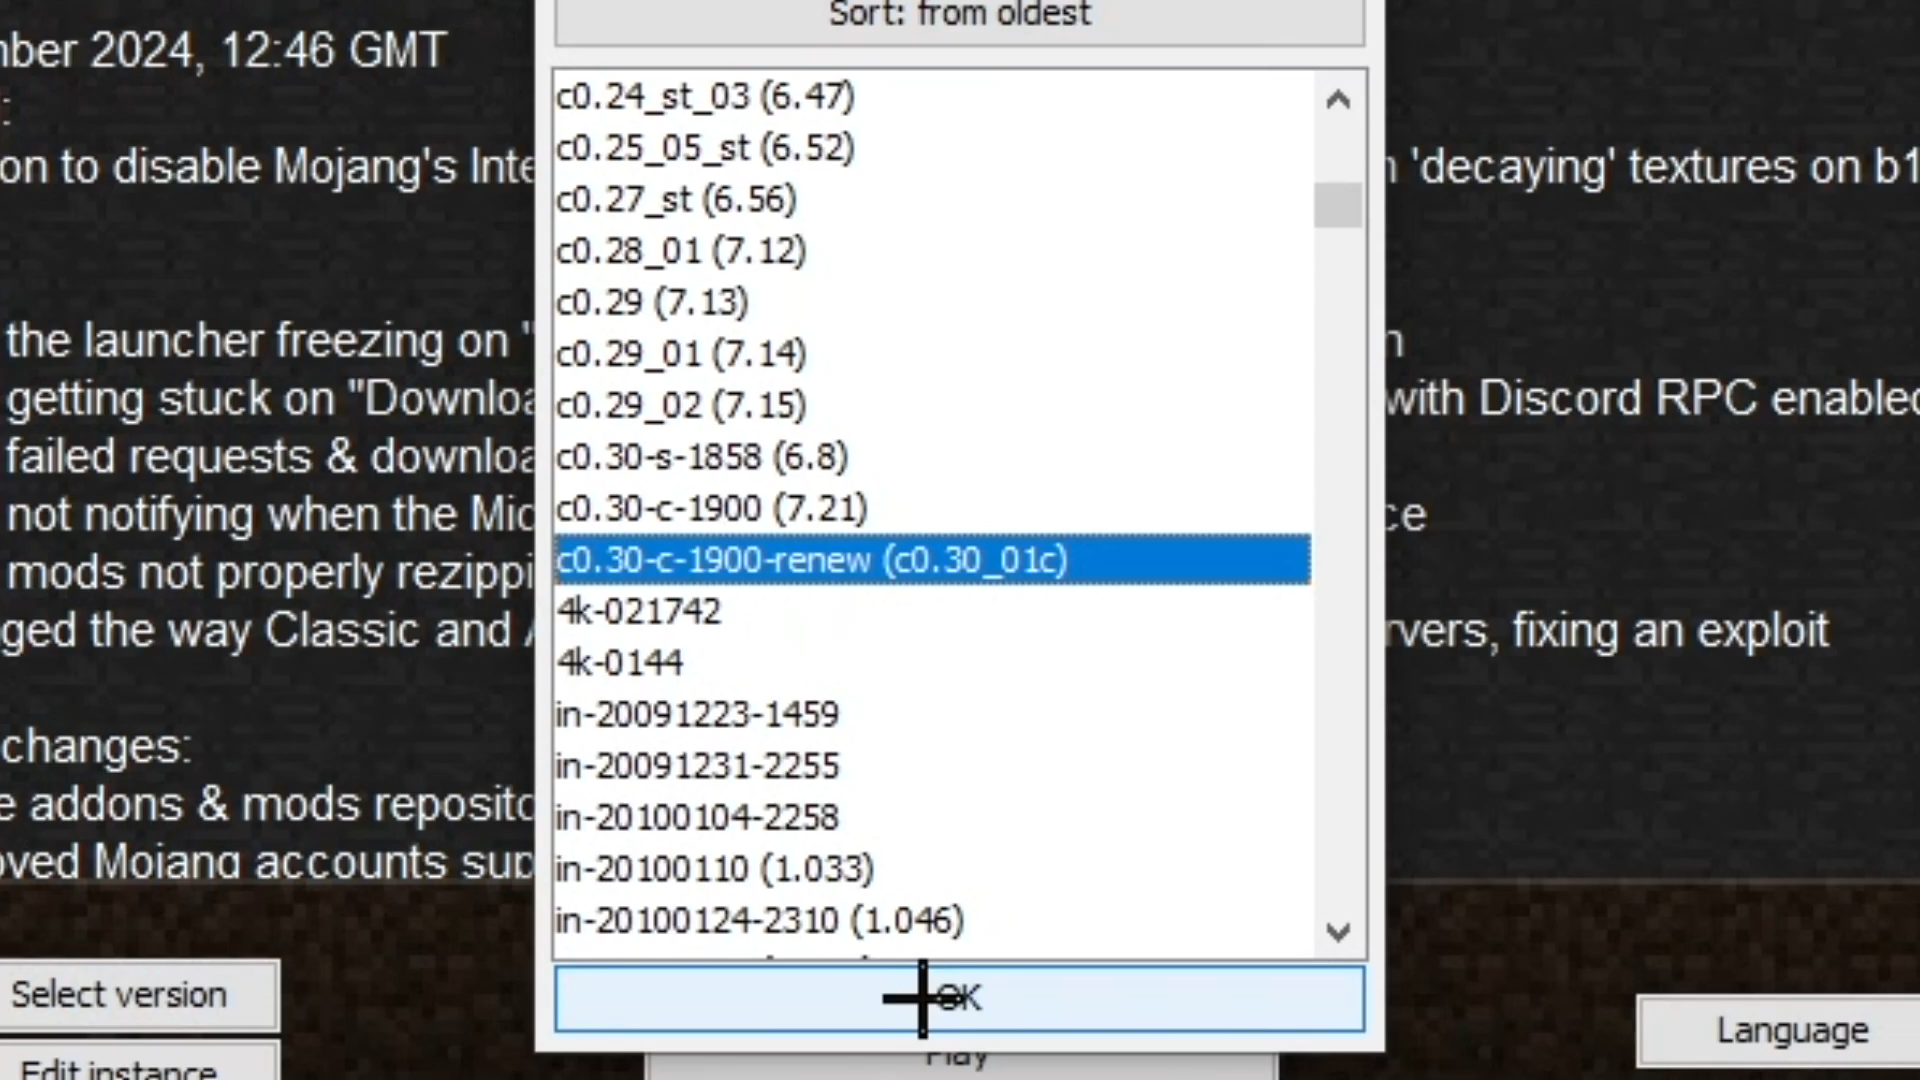 Sort: from oldest
ber 2024, 12:46 GMT
:
on to disable Mojang's Inte
'decaying' textures on b1
the launcher freezing on "
getting stuck on "Downloa
with Discord RPC enabled
failed requests & downloa
not notifying when the Mic
ce
mods not properly rezippi
ged the way Classic and
rvers, fixing an exploit
changes:
e addons & mods reposito
oved Mojang accounts sup
c0.24_st_03 (6.47)
c0.25_05_st (6.52)
c0.27_st (6.56)
c0.28_01 (7.12)
c0.29 (7.13)
c0.29_01 (7.14)
c0.29_02 (7.15)
c0.30-s-1858 (6.8)
c0.30-c-1900 (7.21)
c0.30-c-1900-renew (c0.30_01c)
4k-021742
4k-0144
in-20091223-1459
in-20091231-2255
in-20100104-2258
in-20100110 (1.033)
in-20100124-2310 (1.046)
OK
Select version
Edit instance
Play
Language